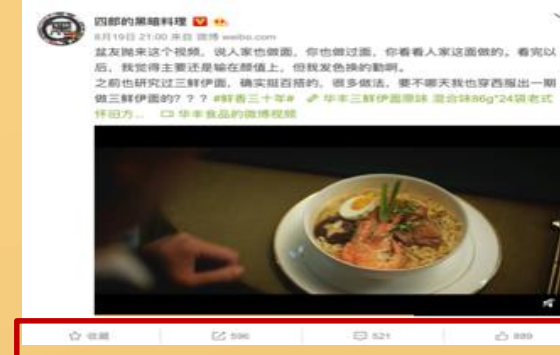 四郎的黑暗料理
8月19日 21:00 来自 微博 weibo.com
盆友抛来这个视频，说人家也做面，你也做过面，你看看人家这面做的。看完以
后，我觉得主要还是输在颜值上，但我发色换的勤啊。
之前也研究过三鲜伊面，确实挺百搭的，很多做法，要不哪天我也穿西服出一期
做三鲜伊面的？？？#鲜香三十年# 华丰三鲜伊面原味 混合味86g*24袋老式
怀旧方... 华丰食品的微博视频
收藏 596 521 889